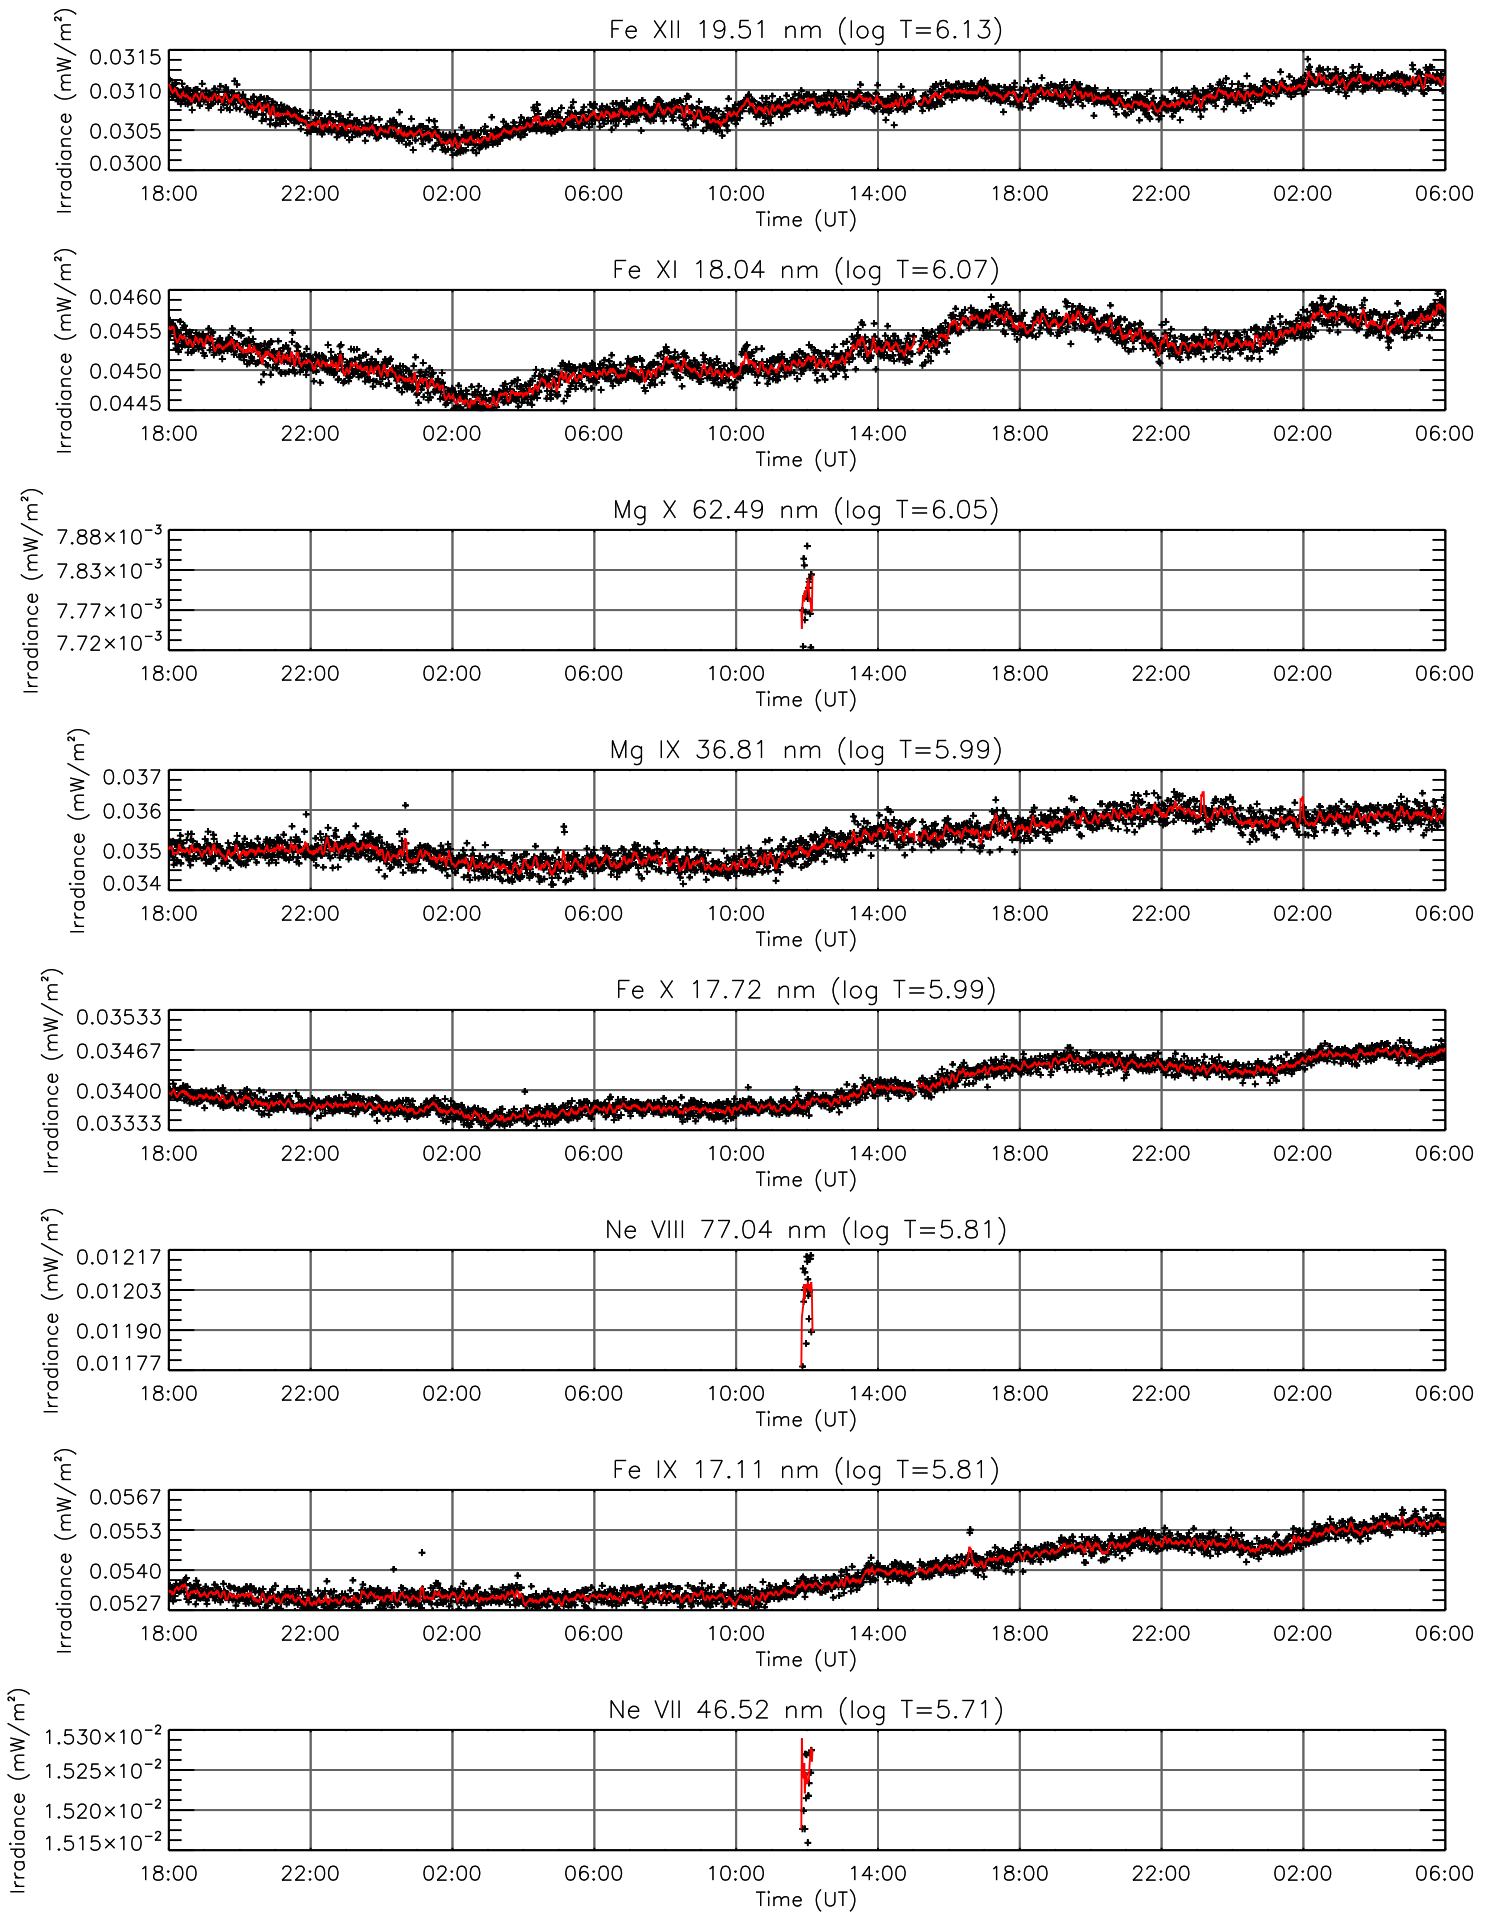 Fe XII 19.51 nm (log T=6.13)
Irradiance (mW/m²)
0.0315
0.0310
0.0305
0.0300
18:00 22:00 02:00 06:00 10:00 14:00 18:00 22:00 02:00 06:00
Time (UT)
Fe XI 18.04 nm (log T=6.07)
Irradiance (mW/m²)
0.0460
0.0455
0.0450
0.0445
18:00 22:00 02:00 06:00 10:00 14:00 18:00 22:00 02:00 06:00
Time (UT)
Mg X 62.49 nm (log T=6.05)
Irradiance (mW/m²)
7.88×10⁻³
7.83×10⁻³
7.77×10⁻³
7.72×10⁻³
18:00 22:00 02:00 06:00 10:00 14:00 18:00 22:00 02:00 06:00
Time (UT)
Mg IX 36.81 nm (log T=5.99)
Irradiance (mW/m²)
0.037
0.036
0.035
0.034
18:00 22:00 02:00 06:00 10:00 14:00 18:00 22:00 02:00 06:00
Time (UT)
Fe X 17.72 nm (log T=5.99)
Irradiance (mW/m²)
0.03533
0.03467
0.03400
0.03333
18:00 22:00 02:00 06:00 10:00 14:00 18:00 22:00 02:00 06:00
Time (UT)
Ne VIII 77.04 nm (log T=5.81)
Irradiance (mW/m²)
0.01217
0.01203
0.01190
0.01177
18:00 22:00 02:00 06:00 10:00 14:00 18:00 22:00 02:00 06:00
Time (UT)
Fe IX 17.11 nm (log T=5.81)
Irradiance (mW/m²)
0.0567
0.0553
0.0540
0.0527
18:00 22:00 02:00 06:00 10:00 14:00 18:00 22:00 02:00 06:00
Time (UT)
Ne VII 46.52 nm (log T=5.71)
Irradiance (mW/m²)
1.530×10⁻²
1.525×10⁻²
1.520×10⁻²
1.515×10⁻²
18:00 22:00 02:00 06:00 10:00 14:00 18:00 22:00 02:00 06:00
Time (UT)